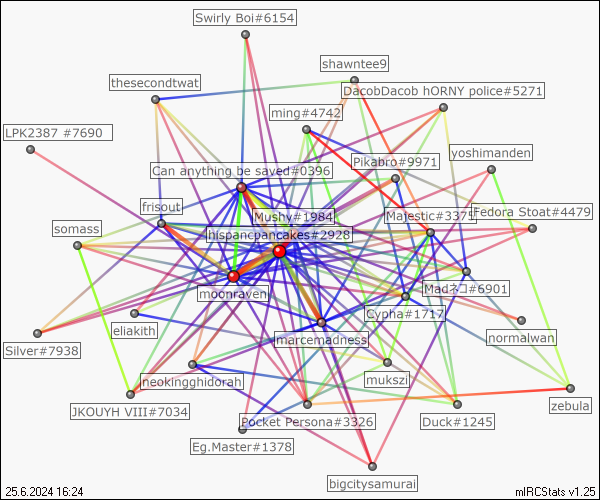 Swirly Boi#6154
shawntee9
thesecondtwat
DacobDacob hORNY police#5271
ming#4742
LPK2387 #7690
yoshimanden
Pikabro#9971
Can anything be saved#0396
frisout
Mushy#1984
Majestic#3375
Fedora Stoat#4479
somass
hispancpancakes#2928
MadネコI#6901
moonraven
Cypha#1717
eliakith
normalwan
marcemadness
Silver#7938
neokingghidorah
mukszi
zebula
JKOUYH VIII#7034
Pocket Persona#3326
Duck#1245
Eg.Master#1378
bigcitysamurai
25.6.2024 16:24
mIRCStats v1.25